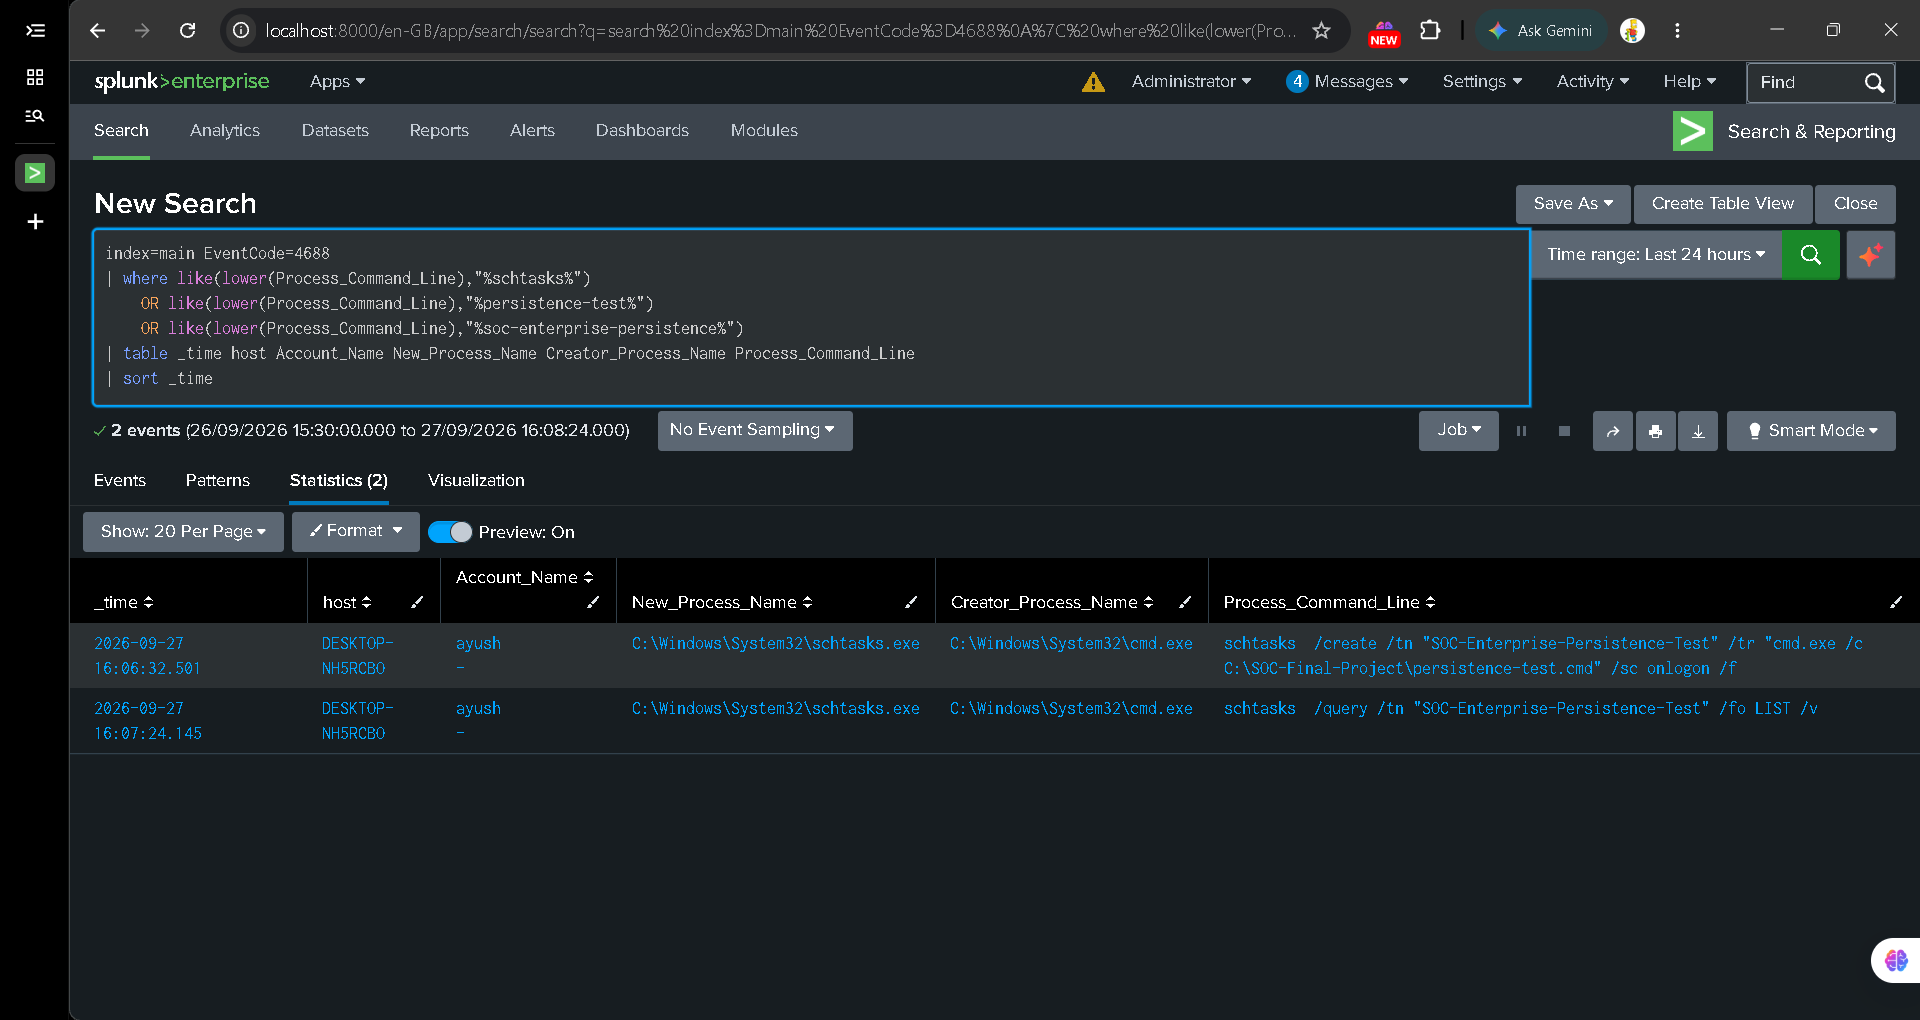 localhost:8000/en-GB/app/search/search?q=search%20index%3Dmain%20EventCode%3D4688%0A%7C%20where%20like(lower(Pro...
NEW
Ask Gemini
splunk>enterprise
Apps
Administrator
4 Messages
Settings
Activity
Help
Find
Search
Analytics
Datasets
Reports
Alerts
Dashboards
Modules
Search & Reporting
New Search
Save As
Create Table View
Close
index=main EventCode=4688
| where like(lower(Process_Command_Line),"%schtasks%")
OR like(lower(Process_Command_Line),"%persistence-test%")
OR like(lower(Process_Command_Line),"%soc-enterprise-persistence%")
| table _time host Account_Name New_Process_Name Creator_Process_Name Process_Command_Line
| sort _time
Time range: Last 24 hours
2 events (26/09/2026 15:30:00.000 to 27/09/2026 16:08:24.000)
No Event Sampling
Job
Smart Mode
Events
Patterns
Statistics (2)
Visualization
Show: 20 Per Page
Format
Preview: On
_time
host
Account_Name
New_Process_Name
Creator_Process_Name
Process_Command_Line
2026-09-27
16:06:32.501
DESKTOP-
NH5RCBO
ayush
-
C:\Windows\System32\schtasks.exe
C:\Windows\System32\cmd.exe
schtasks  /create /tn "SOC-Enterprise-Persistence-Test" /tr "cmd.exe /c
C:\SOC-Final-Project\persistence-test.cmd" /sc onlogon /f
2026-09-27
16:07:24.145
DESKTOP-
NH5RCBO
ayush
-
C:\Windows\System32\schtasks.exe
C:\Windows\System32\cmd.exe
schtasks  /query /tn "SOC-Enterprise-Persistence-Test" /fo LIST /v